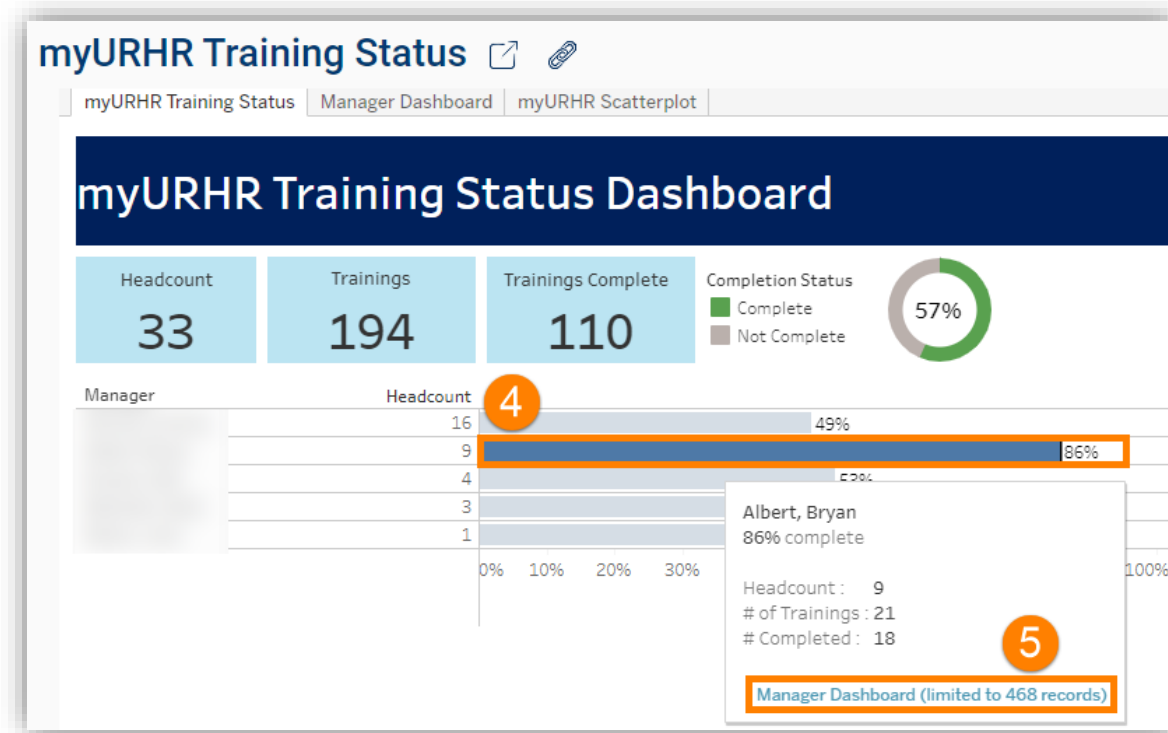 myURHR Training Status
myURHR Training Status Manager Dashboard myURHR Scatterplot
myURHR Training Status Dashboard
Headcount Trainings Trainings Complete Completion Status
Complete
Not Complete
33 194 110 57%
Manager Headcount
4
16 49%
9 86%
4 53%
3
1
0% 10% 20% 30% 100%
Albert, Bryan
86% complete
Headcount : 9
# of Trainings : 21
# Completed : 18
5
Manager Dashboard (limited to 468 records)